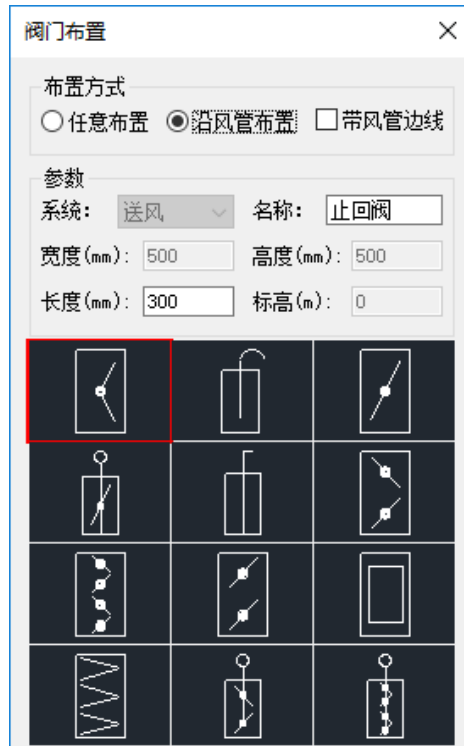 阀门布置
布置方式
任意布置 沿风管布置 带风管边线
参数
系统: 送风 名称: 止回阀
宽度(mm): 500 高度(mm): 500
长度(mm): 300 标高(m): 0